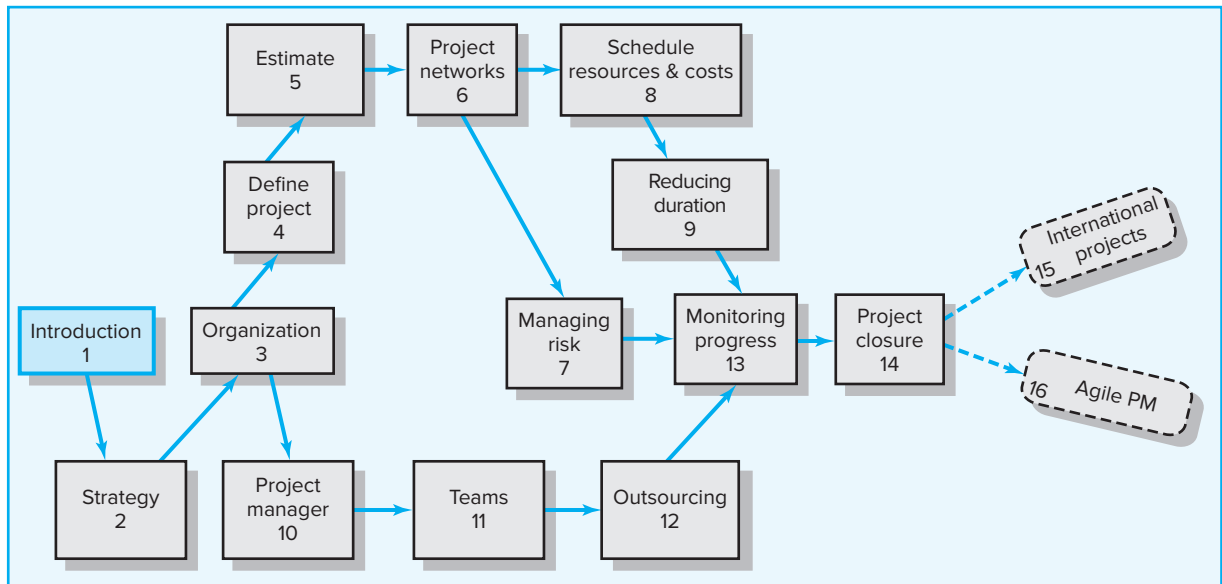 Estimate
5
Project
networks
6
Schedule
resources & costs
8
Define
project
4
Reducing
duration
9
International
projects
15
Introduction
1
Organization
3
Managing
risk
7
Monitoring
progress
13
Project
closure
14
16 Agile PM
Strategy
2
Project
manager
10
Teams
11
Outsourcing
12